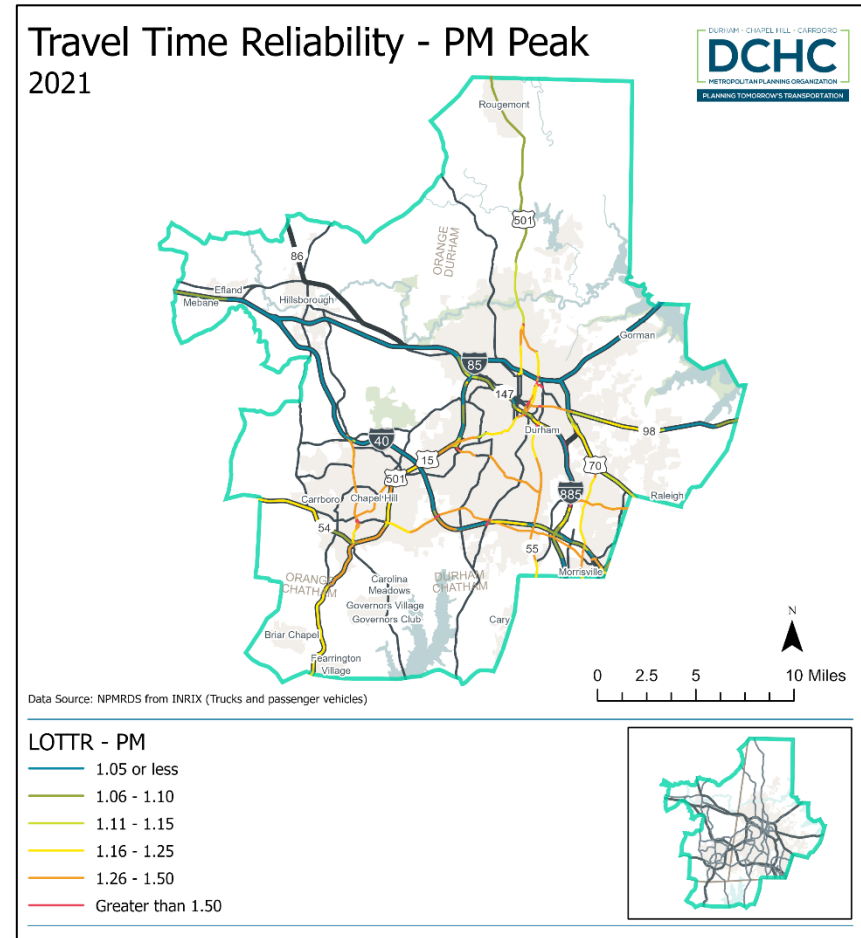 Travel Time Reliability - PM Peak
2021
DURHAM - CHAPEL HILL - CARRBORO
DCHC
METROPOLITAN PLANNING ORGANIZATION
PLANNING TOMORROW'S TRANSPORTATION
Rougemont
501
ORANGE
DURHAM
86
Efland
Mebane
Hillsborough
Gorman
85
147
98
Durham
40
15
70
501
Raleigh
885
Carrboro
Chapel Hill
54
55
Morrisville
ORANGE
CHATHAM
DURHAM
CHATHAM
Carolina
Meadows
Governors Village
Governors Club
Cary
Briar Chapel
Fearrington
Village
N
0 2.5 5 10 Miles
Data Source: NPMRDS from INRIX (Trucks and passenger vehicles)
LOTTR - PM
1.05 or less
1.06 - 1.10
1.11 - 1.15
1.16 - 1.25
1.26 - 1.50
Greater than 1.50